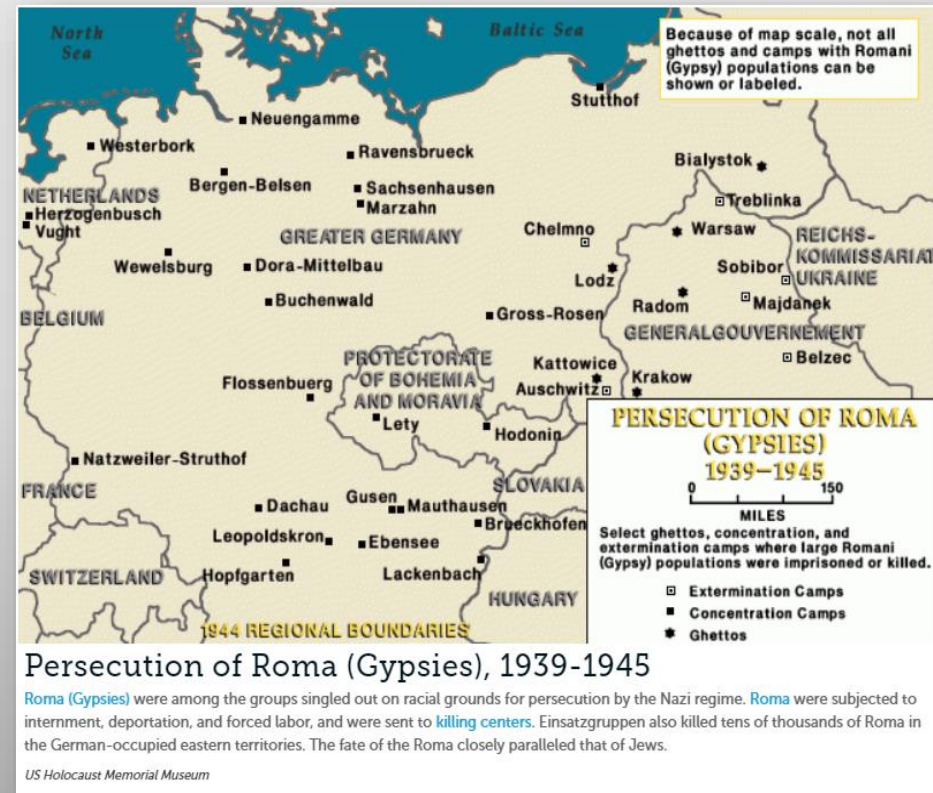 North
Sea
Baltic Sea
Because of map scale, not all
ghettos and camps with Romani
(Gypsy) populations can be
shown or labeled.
Stutthof
Neuengamme
Westerbork
Ravensbrueck
Bialystok
Bergen-Belsen
Sachsenhausen
Treblinka
NETHERLANDS
Marzahn
Herzogenbusch
Vught
GREATER GERMANY
Chelmno
Warsaw
REICHS-
KOMMISSARIAT
UKRAINE
Wewelsburg
Dora-Mittelbau
Lodz
Sobibor
Buchenwald
Radom
Majdanek
BELGIUM
Gross-Rosen
GENERALGOUVERNEMENT
PROTECTORATE
OF BOHEMIA
AND MORAVIA
Kattowice
Belzec
Flossenbuerg
Auschwitz
Krakow
Lety
Hodonin
PERSECUTION OF ROMA
(GYPSIES)
1939–1945
0 150
MILES
Select ghettos, concentration, and
extermination camps where large Romani
(Gypsy) populations were imprisoned or killed.
Extermination Camps
Concentration Camps
Ghettos
Natzweiler-Struthof
FRANCE
SLOVAKIA
Dachau
Gusen
Mauthausen
Brueckhofen
Leopoldskron
Ebensee
SWITZERLAND
Hopfgarten
Lackenbach
HUNGARY
1944 REGIONAL BOUNDARIES
Persecution of Roma (Gypsies), 1939-1945
Roma (Gypsies) were among the groups singled out on racial grounds for persecution by the Nazi regime. Roma were subjected to
internment, deportation, and forced labor, and were sent to killing centers. Einsatzgruppen also killed tens of thousands of Roma in
the German-occupied eastern territories. The fate of the Roma closely paralleled that of Jews.
US Holocaust Memorial Museum